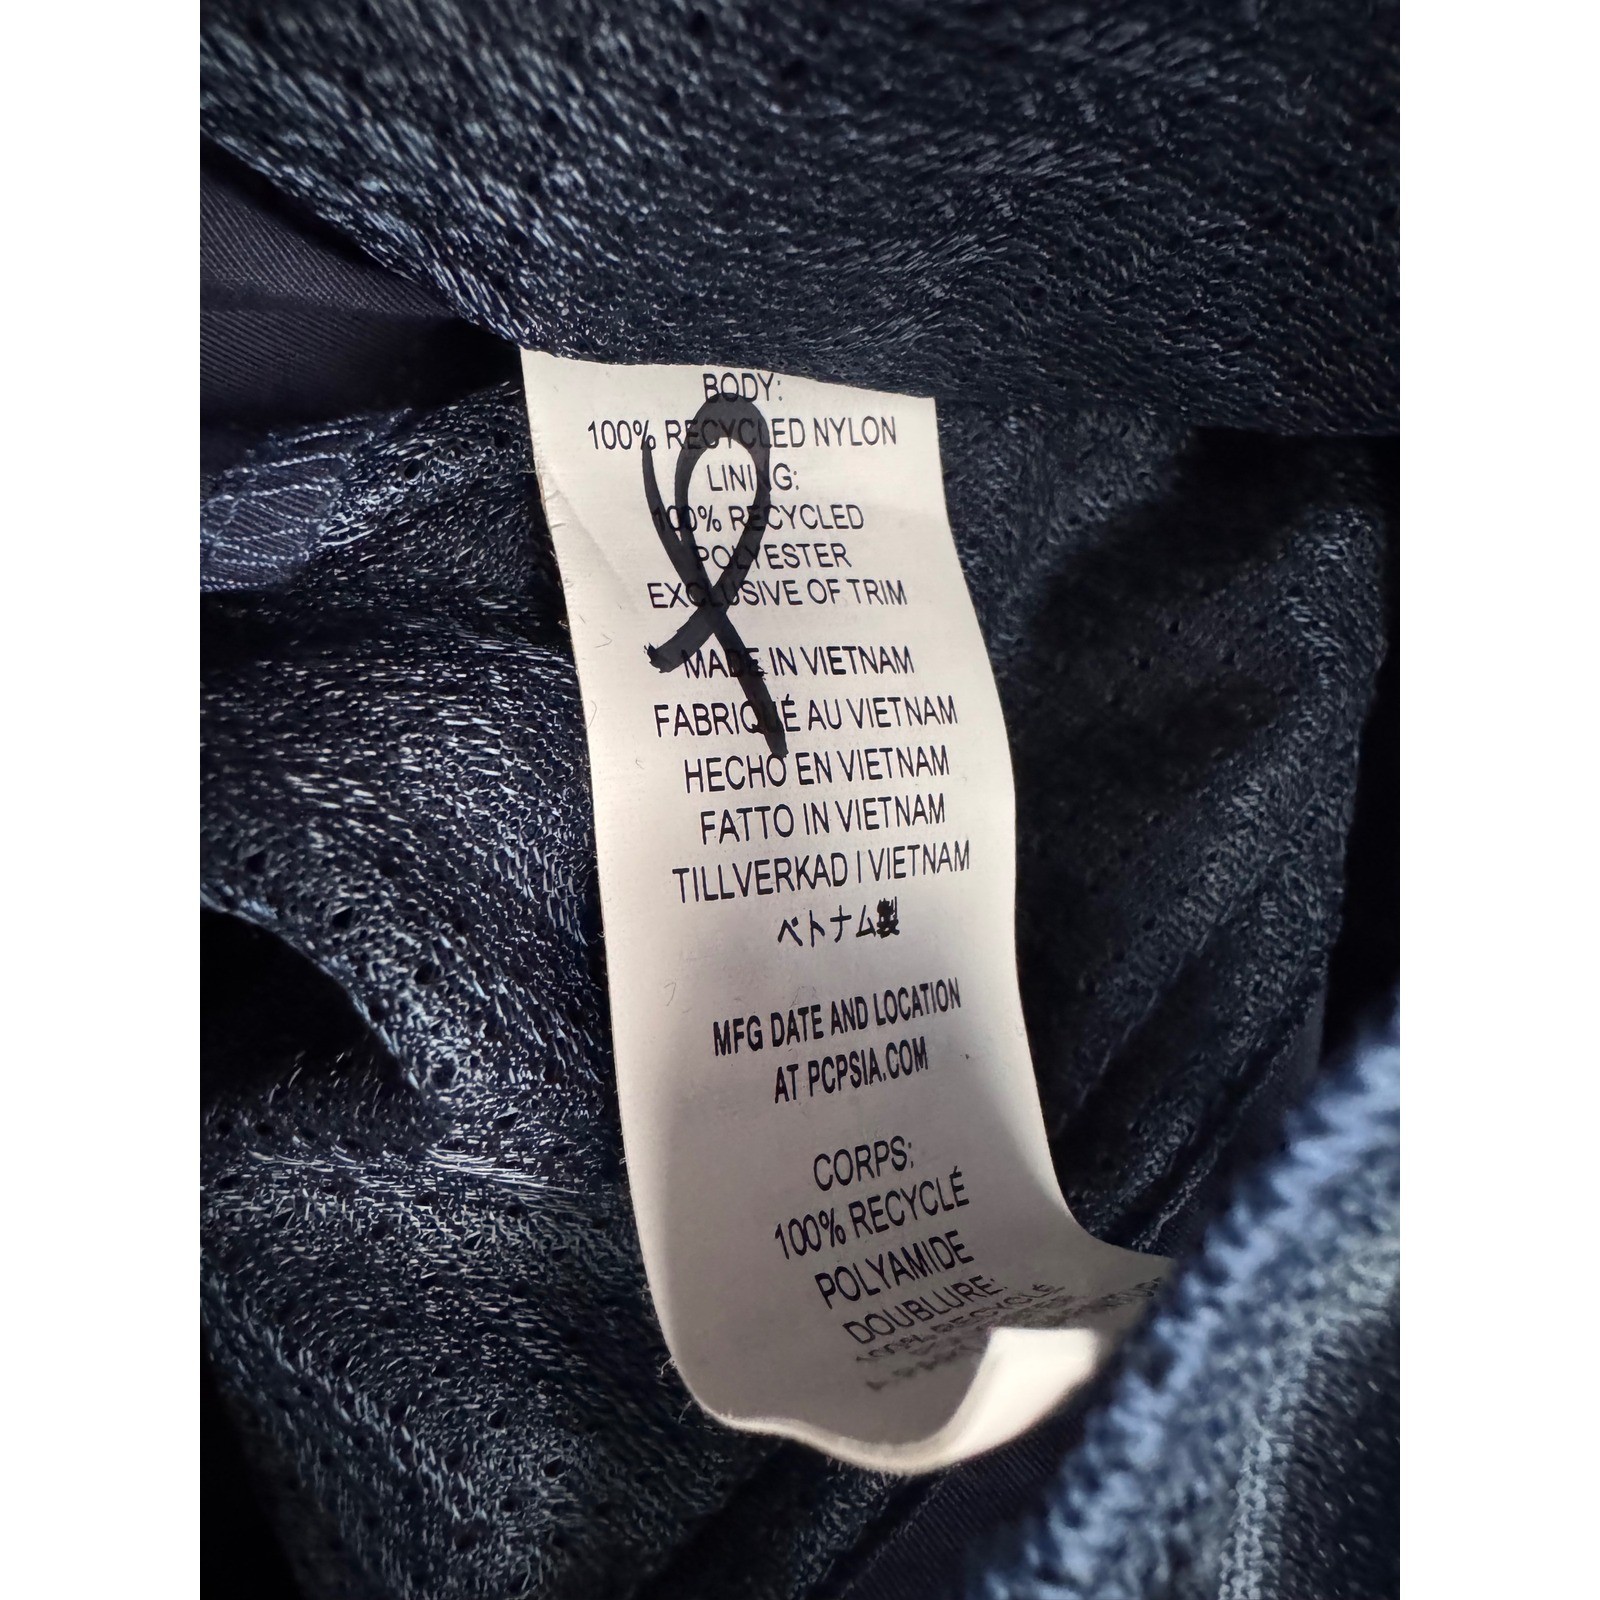 BODY:
100% RECYCLED NYLON
LINING:
100% RECYCLED
POLYESTER
EXCLUSIVE OF TRIM
MADE IN VIETNAM
FABRIQUÉ AU VIETNAM
HECHO EN VIETNAM
FATTO IN VIETNAM
TILLVERKAD I VIETNAM
ベトナム製
MFG DATE AND LOCATION
AT PCPSIA.COM
CORPS:
100% RECYCLÉ
POLYAMIDE
DOUBLURE:
100% RECYCLÉ